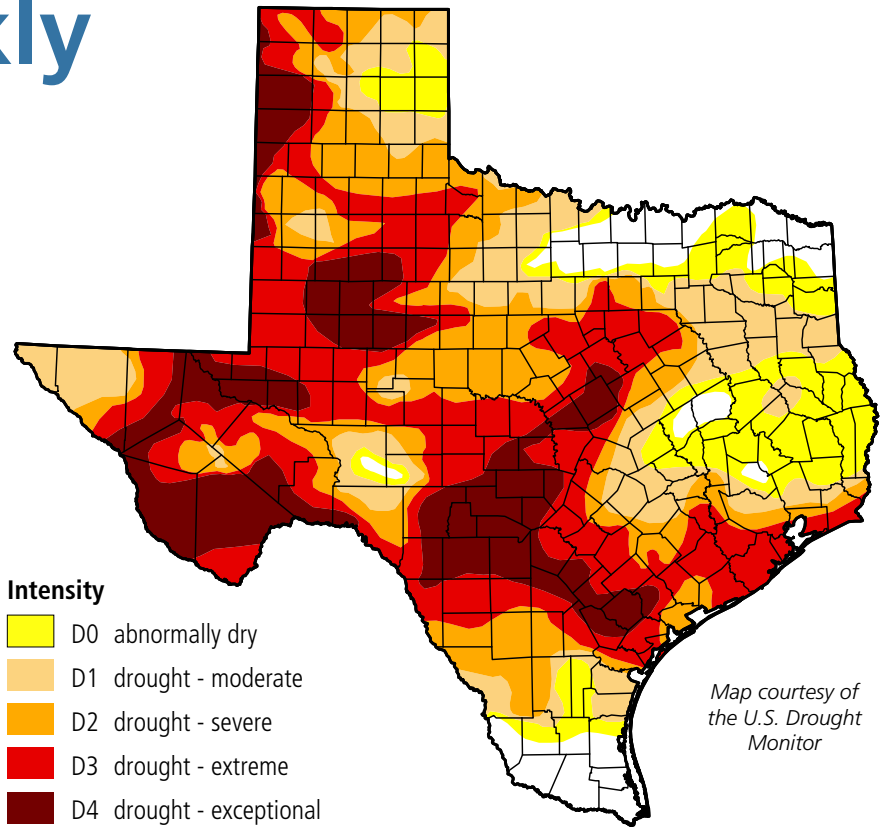 kly
Intensity
D0 abnormally dry
D1 drought - moderate
D2 drought - severe
D3 drought - extreme
D4 drought - exceptional
Map courtesy of
the U.S. Drought
Monitor